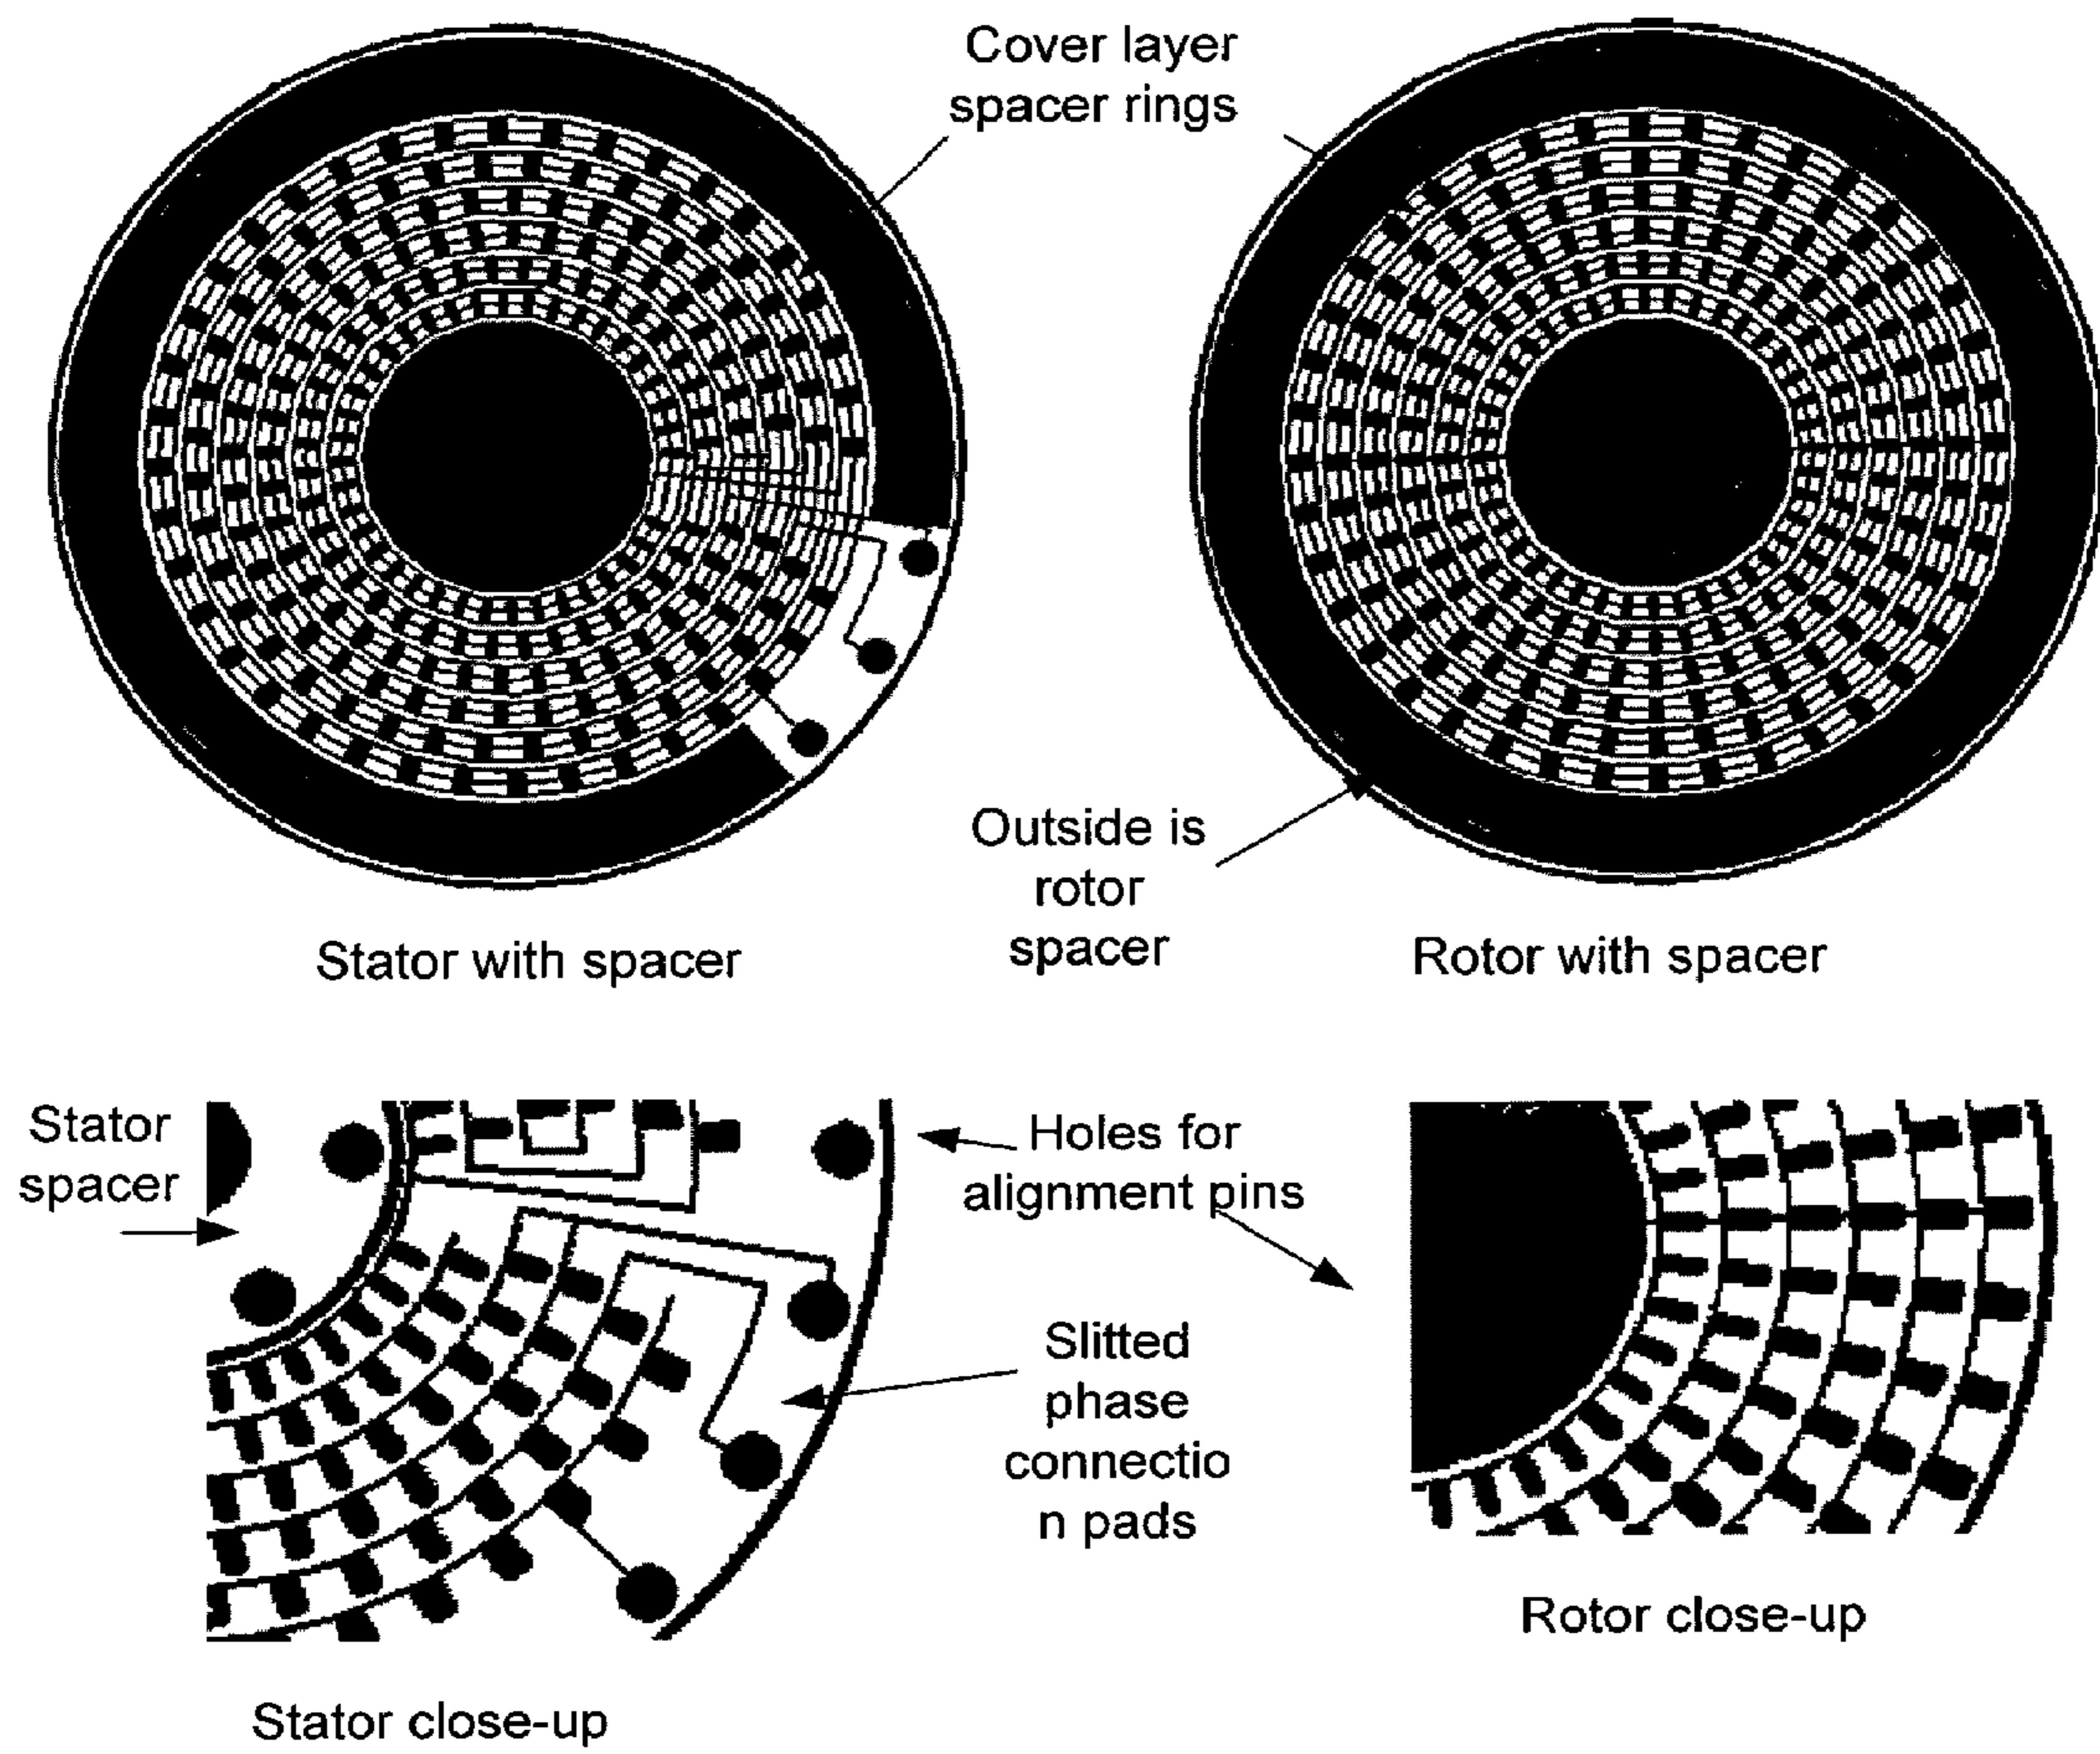 Cover layer
spacer rings
Outside is
rotor
spacer
Stator with spacer
Rotor with spacer
Stator
spacer
Holes for
alignment pins
Slitted
phase
connectio
n pads
Rotor close-up
Stator close-up